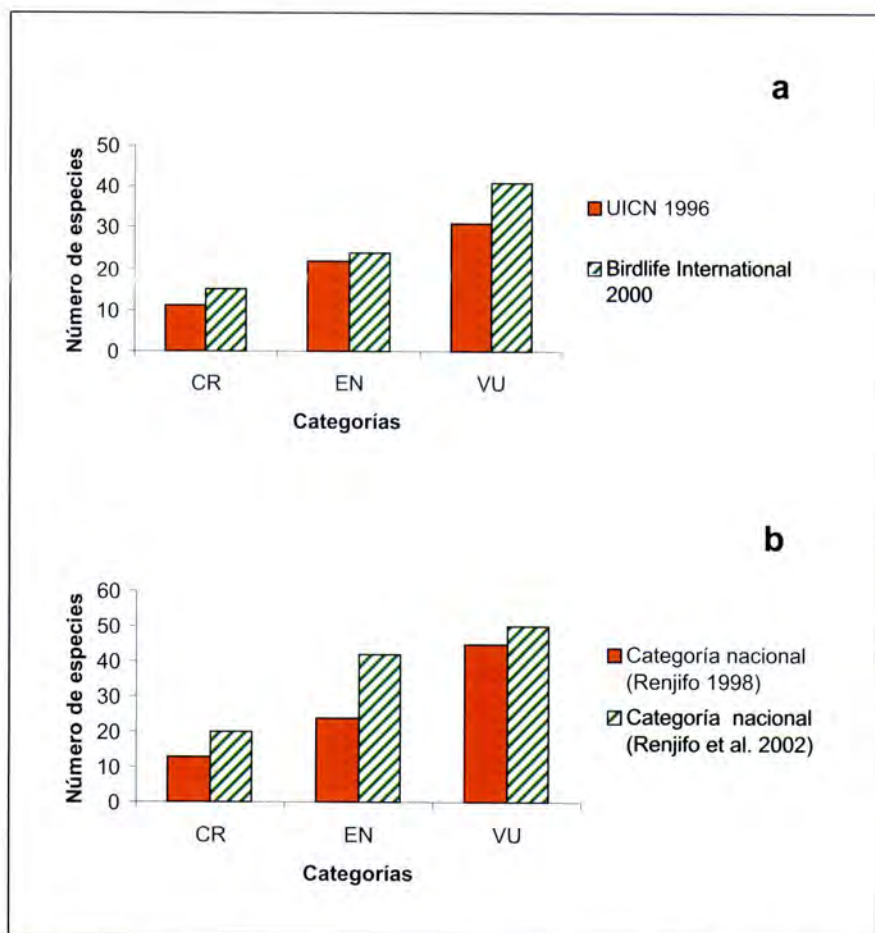 a
50
40
30
20
10
0
Número de especies
CR EN VU
Categorías
UICN 1996
Birdlife International
2000
b
60
50
40
30
20
10
0
Número de especies
CR EN VU
Categorías
Categoría nacional
(Renjifo 1998)
Categoría nacional
(Renjifo et al. 2002)